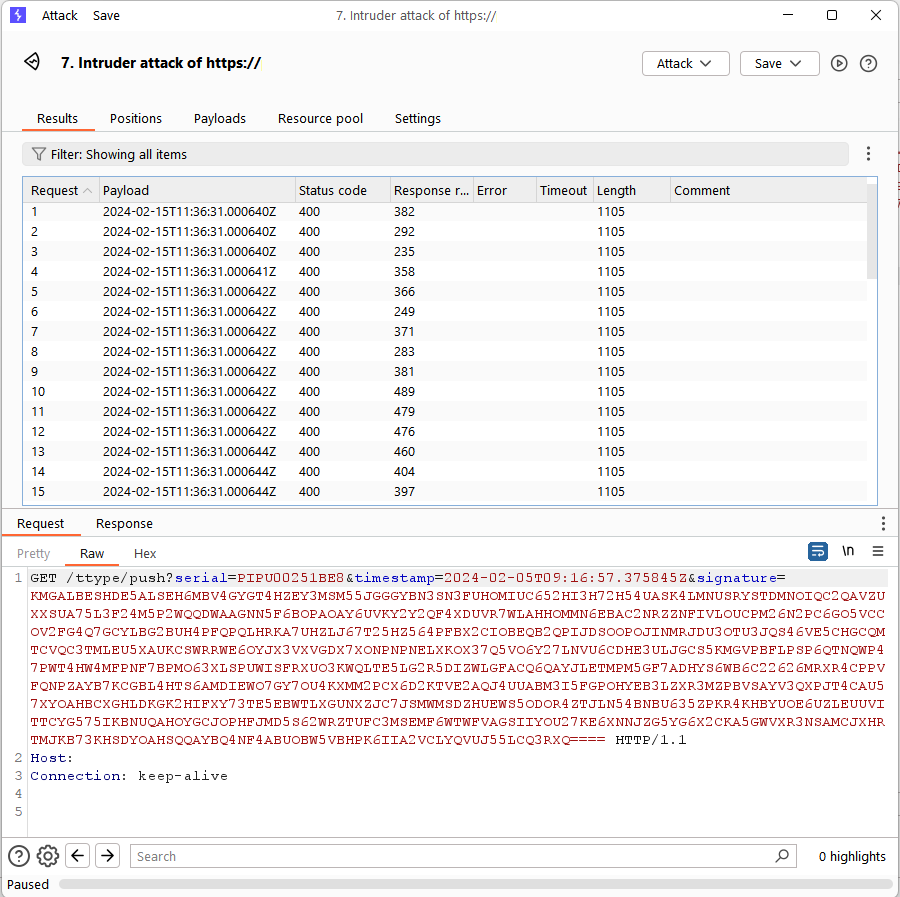 Attack Save 7. Intruder attack of https://
7. Intruder attack of https://
Attack Save
Results Positions Payloads Resource pool Settings
Filter: Showing all items
Request Payload Status code Response r... Error Timeout Length Comment
1 2024-02-15T11:36:31.000640Z 400 382 1105
2 2024-02-15T11:36:31.000640Z 400 292 1105
3 2024-02-15T11:36:31.000640Z 400 235 1105
4 2024-02-15T11:36:31.000641Z 400 358 1105
5 2024-02-15T11:36:31.000642Z 400 366 1105
6 2024-02-15T11:36:31.000642Z 400 249 1105
7 2024-02-15T11:36:31.000642Z 400 371 1105
8 2024-02-15T11:36:31.000642Z 400 283 1105
9 2024-02-15T11:36:31.000642Z 400 381 1105
10 2024-02-15T11:36:31.000642Z 400 489 1105
11 2024-02-15T11:36:31.000642Z 400 479 1105
12 2024-02-15T11:36:31.000642Z 400 476 1105
13 2024-02-15T11:36:31.000644Z 400 460 1105
14 2024-02-15T11:36:31.000644Z 400 404 1105
15 2024-02-15T11:36:31.000644Z 400 397 1105
Request Response
Pretty Raw Hex \n
1 GET /ttype/push?serial=PIPU00251BE8&timestamp=2024-02-05T09:16:57.375845Z&signature=
KMGALBESHDE5ALSEH6MBV4GYGT4HZEY3MSM55JGGGYBN3SN3FUHOMIUC652HI3H72H54UASK4LMNUSRYSTDMNOIQC2QAVZU
XXSUA75L3F24M5P2WQQDWAAGNN5F6BOPAOAY6UVKY2Y2QF4XDUVR7WLAHHOMMN6EBAC2NRZZNFIVLOUCPM26N2PC6GO5VCC
OV2FG4Q7GCYLBG2BUH4PFQPQLHRKA7UHZLJ67T25HZ564PFBX2CIOBEQB2QPIJDSOOPOJINMRJDU3OTU3JQS46VE5CHGCQM
TCVQC3TMLEU5XAUKCSWRRWE6OYJX3VXVGDX7XONPNPNELXKOX37Q5VO6Y27LNVU6CDHE3ULJGCS5KMGVPBFLPSP6QTNQWP4
7PWT4HW4MFPNF7BPMO63XLSPUWISFRXUO3KWQLTE5LG2R5DIZWLGFACQ6QAYJLETMPM5GF7ADHYS6WB6C22626MRXR4CPPV
FQNPZAYB7KCGBL4HTS6AMDIEWO7GY7OU4KXMM2PCX6D2KTVE2AQJ4UUABM3I5FGPOHYEB3LZXR3MZPBVSAYV3QXPJT4CAU5
7XYOAHBCXGHLDKGK2HIFXY73TE5EBWTLXGUNXZJC7JSMWMSDZHUEWS5ODOR4ZTJLN54BNBU635ZPKR4KHBYUOE6UZLEUUVI
TTCYG575IKBNUQAHOYGCJOPHFJMD5S62WRZTUFC3MSEMF6WTWFVAGSIIYOU27KE6XNNJZG5YG6X2CKA5GWVXR3NSAMCJXHR
TMJKB73KHSDYOAHSQQAYBQ4NF4ABUOBW5VBHPK6IIA2VCLYQVUJ55LCQ3RXQ==== HTTP/1.1
2 Host:
3 Connection: keep-alive
4
5
Search 0 highlights
Paused